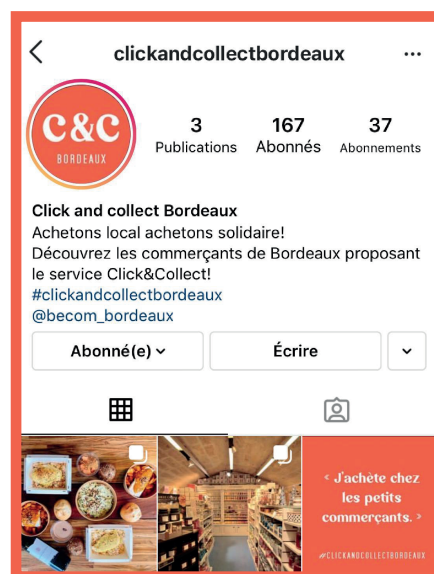 clickandcollectbordeaux
C&C
BORDEAUX
3
Publications
167
Abonnés
37
Abonnements
Click and collect Bordeaux
Achetons local achetons solidaire!
Découvrez les commerçants de Bordeaux proposant
le service Click&Collect!
#clickandcollectbordeaux
@becom_bordeaux
Abonné(e)
Écrire
< J'achète chez
les petits
commerçants. >
#CLICKANDCOLLECTBORDEAUX